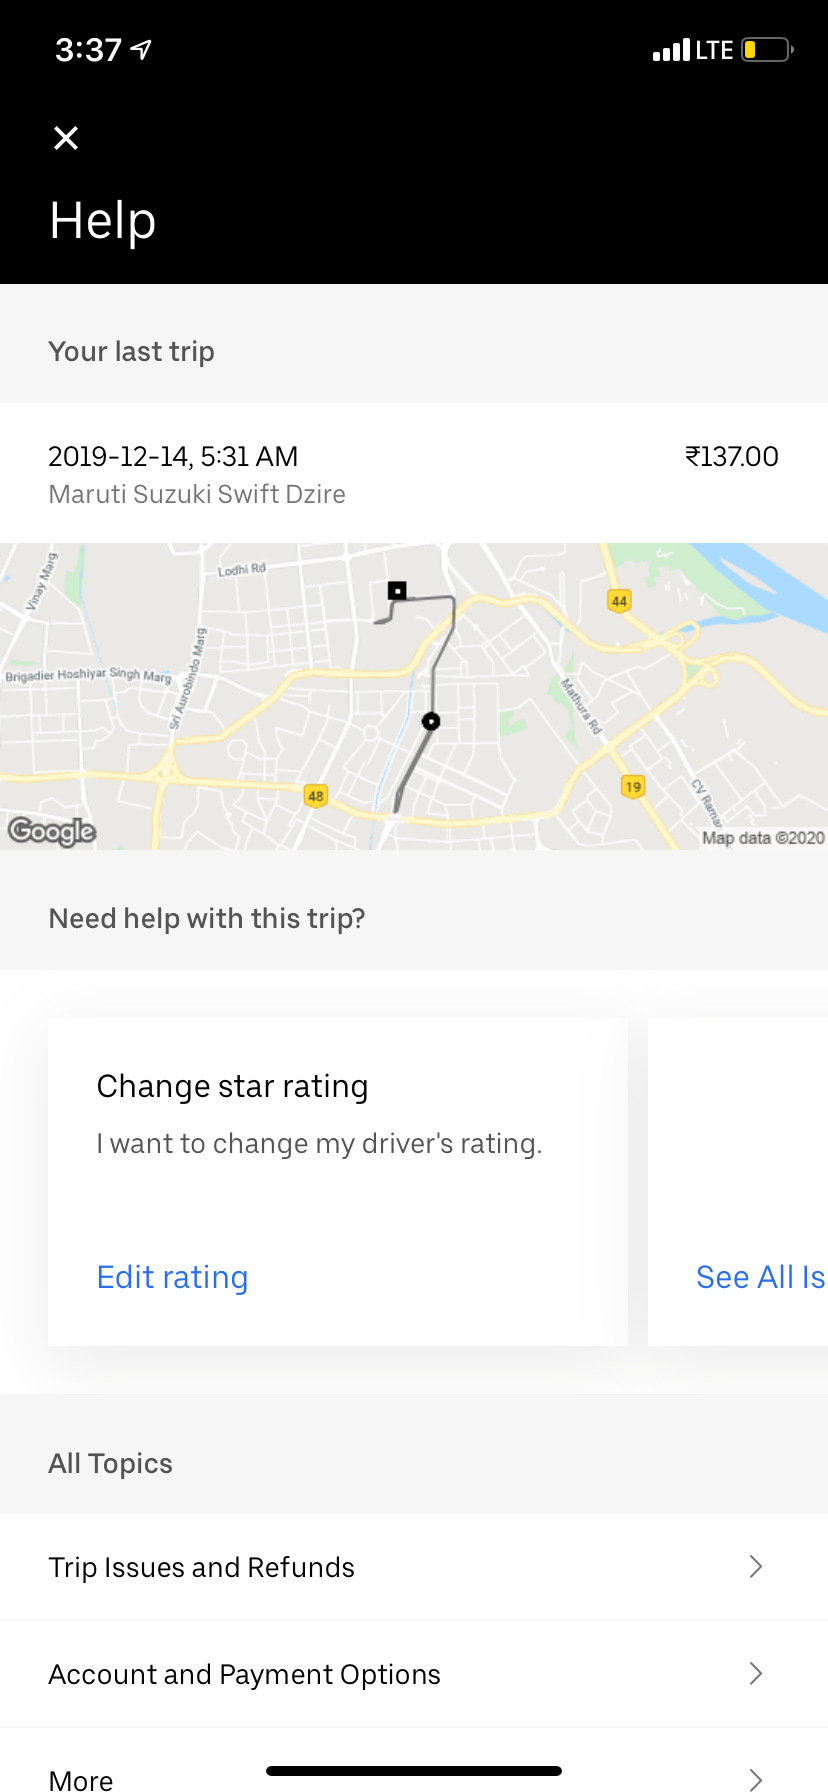 3:37
LTE
Help
Your last trip
2019-12-14, 5:31 AM
₹137.00
Maruti Suzuki Swift Dzire
Vinay Marg
Lodhi Rd
44
Brigadier Hoshiyar Singh Marg
Sri Aurobindo Marg
Mathura Rd
48
19
CV Raman
Google
Map data ©2020
Need help with this trip?
Change star rating
I want to change my driver's rating.
Edit rating
See All Is
All Topics
Trip Issues and Refunds
Account and Payment Options
More